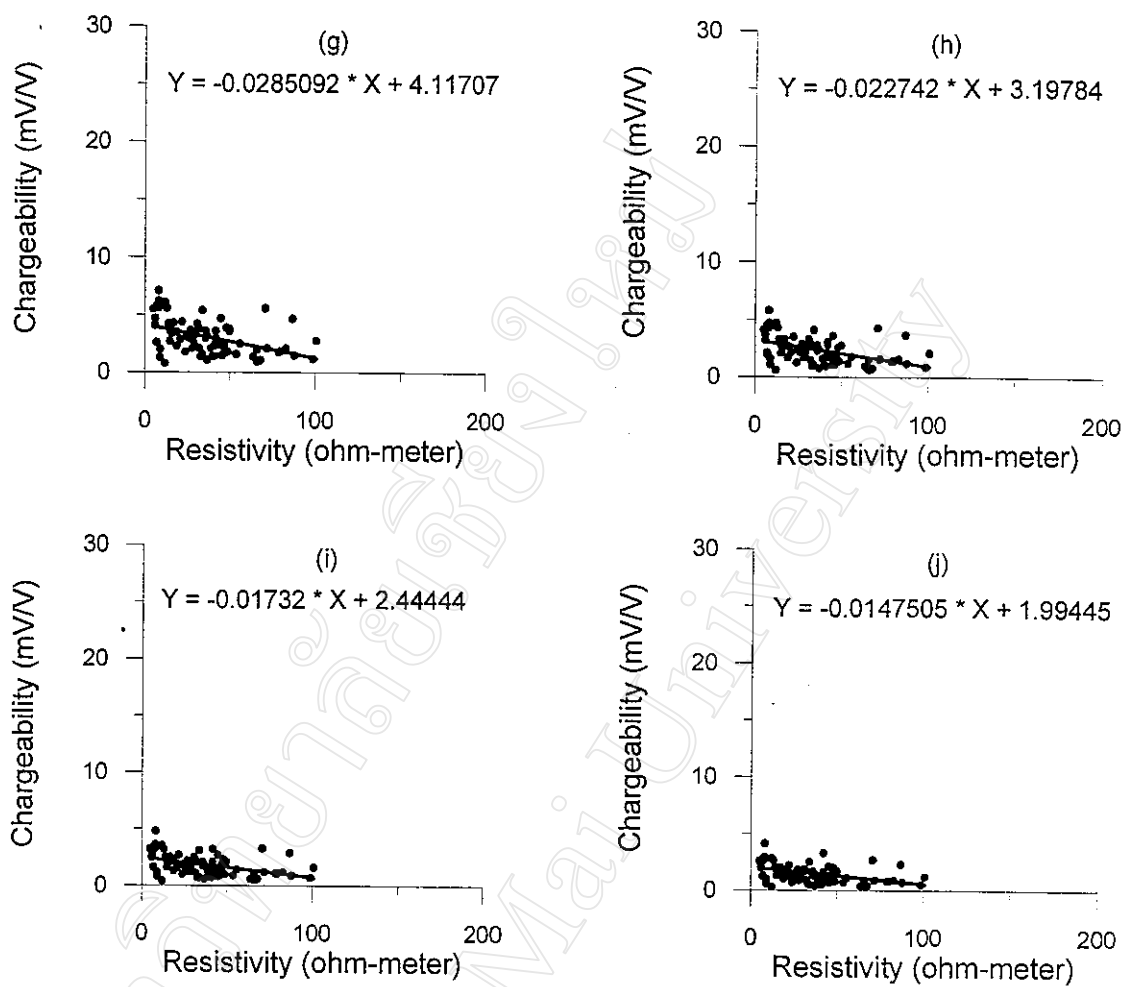 30
(g)
Y = -0.0285092 * X + 4.11707
20
10
0
Chargeability (mV/V)
0 100 200
Resistivity (ohm-meter)
30
(h)
Y = -0.022742 * X + 3.19784
20
10
0
Chargeability (mV/V)
0 100 200
Resistivity (ohm-meter)
30
(i)
Y = -0.01732 * X + 2.44444
20
10
0
Chargeability (mV/V)
0 100 200
Resistivity (ohm-meter)
30
(j)
Y = -0.0147505 * X + 1.99445
20
10
0
Chargeability (mV/V)
0 100 200
Resistivity (ohm-meter)
Mai University